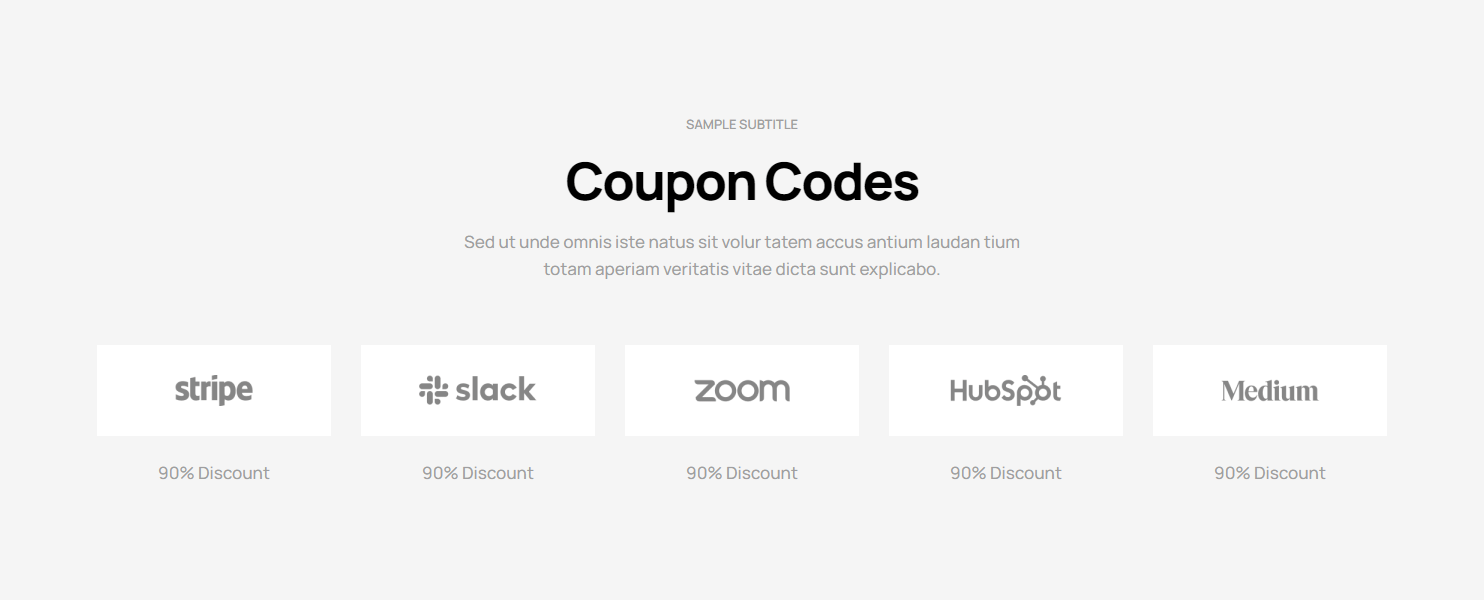 SAMPLE SUBTITLE
Coupon Codes
Sed ut unde omnis iste natus sit volur tatem accus antium laudan tium
totam aperiam veritatis vitae dicta sunt explicabo.
stripe slack zoom HubSpot Medium
90% Discount 90% Discount 90% Discount 90% Discount 90% Discount